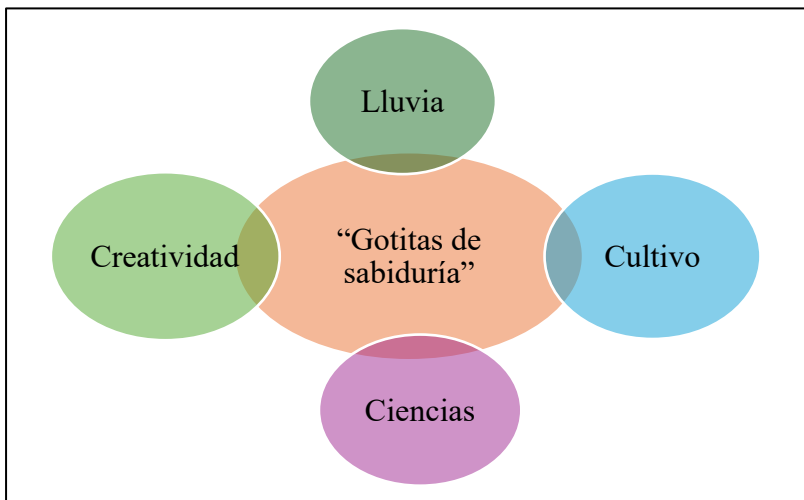 Lluvia
Creatividad
“Gotitas de
sabiduría”
Cultivo
Ciencias